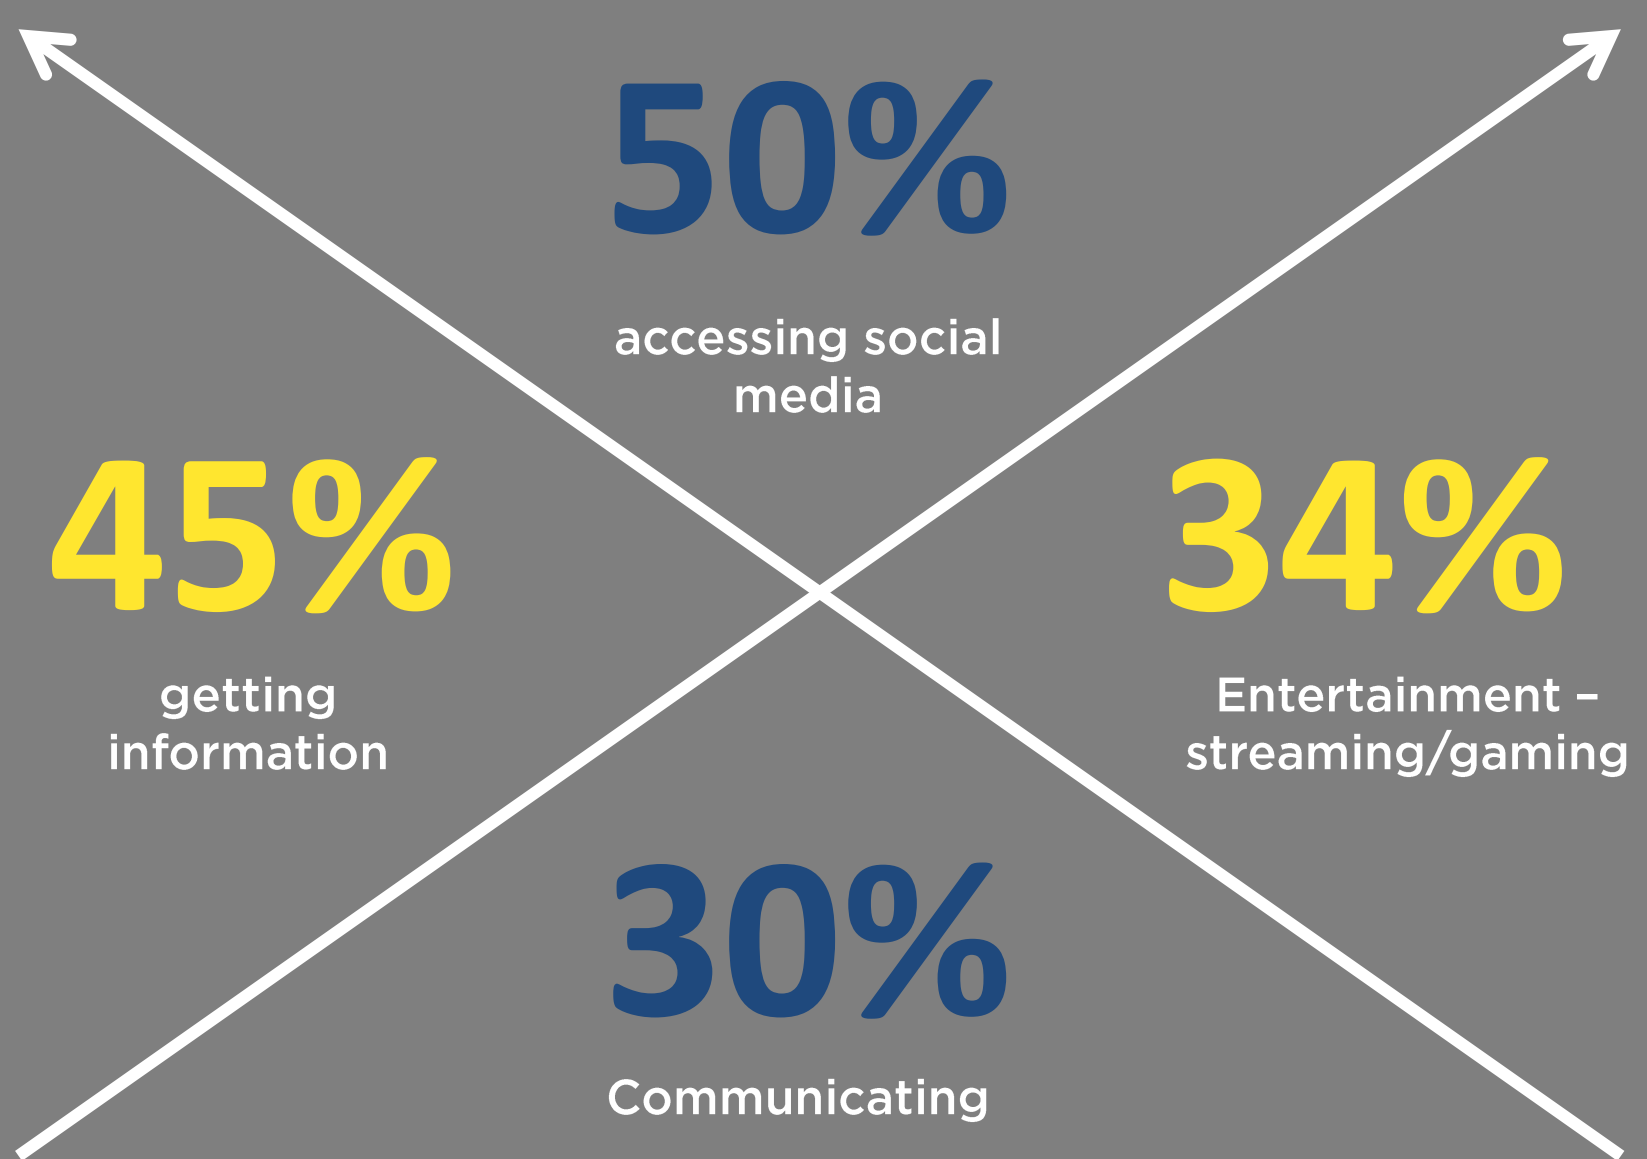 50%
accessing social
media
45%
getting
information
34%
Entertainment –
streaming/gaming
30%
Communicating